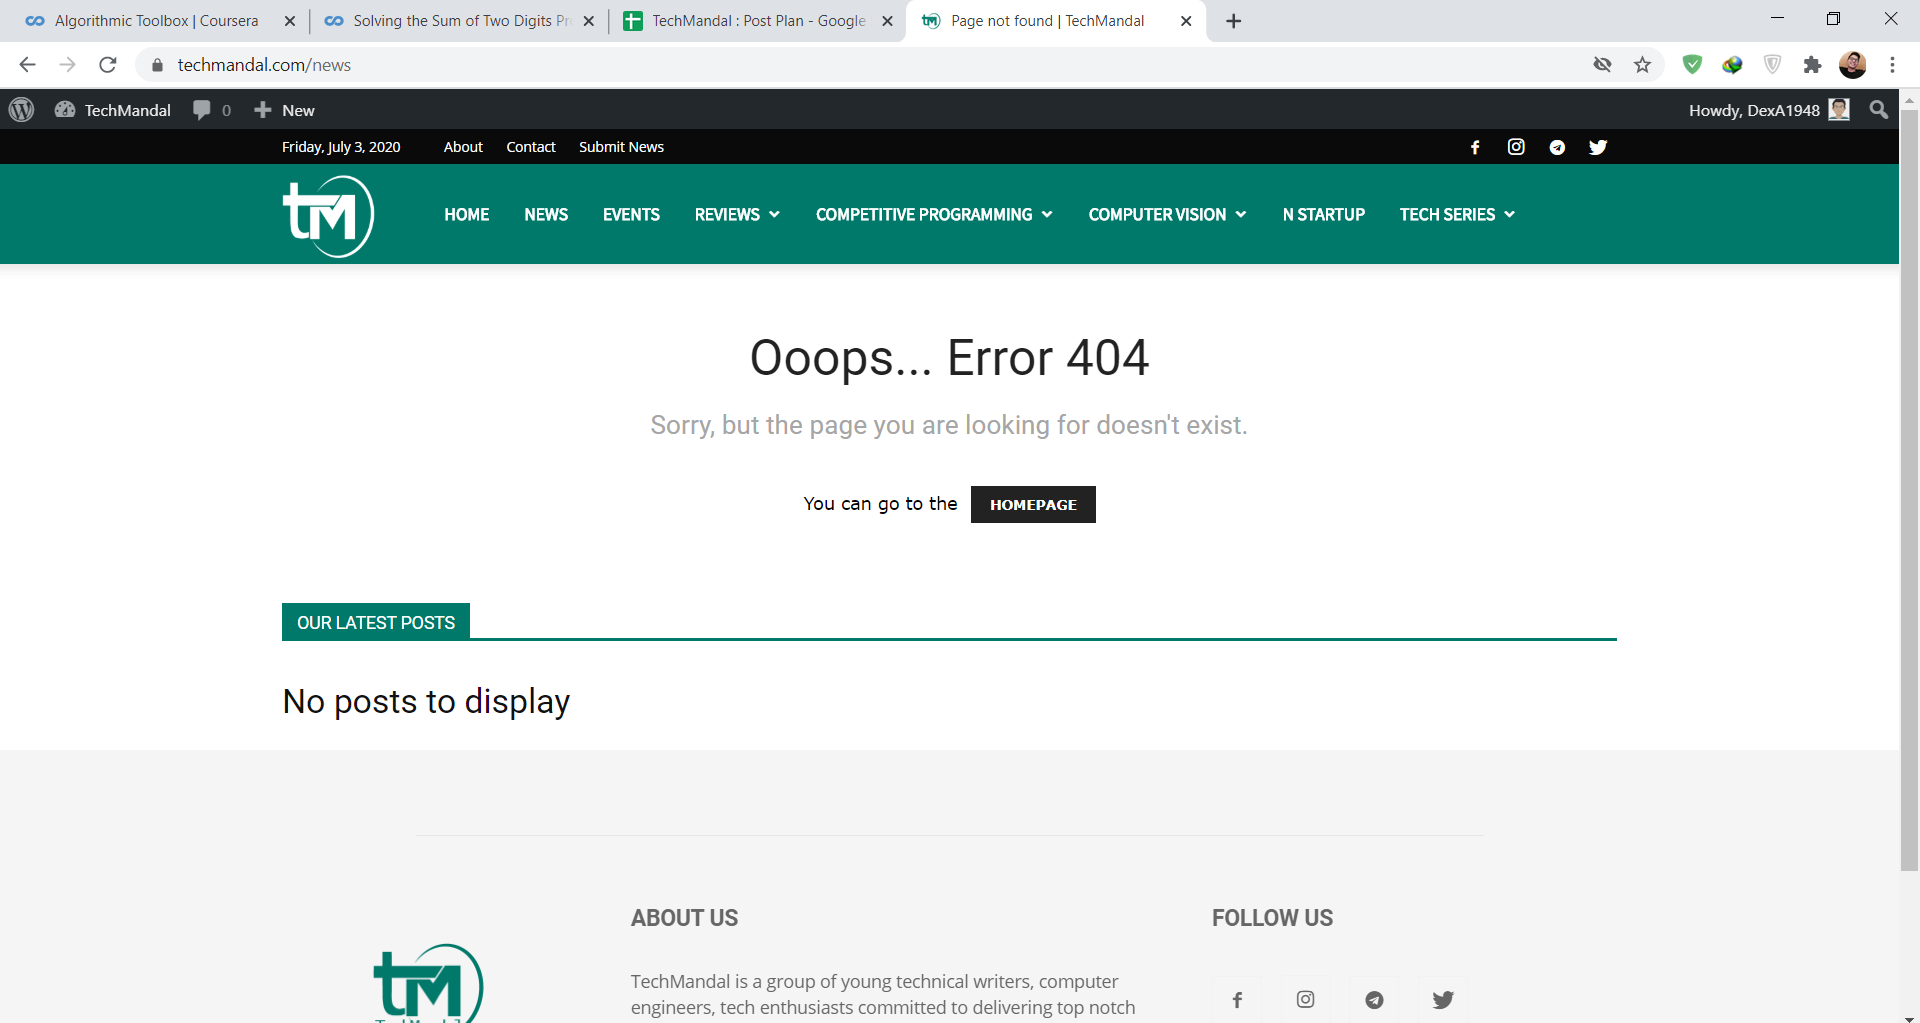 Algorithmic Toolbox | Coursera
Solving the Sum of Two Digits Pr
TechMandal : Post Plan - Google
Page not found | TechMandal
techmandal.com/news
TechMandal 0 New
Howdy, DexA1948
Friday, July 3, 2020 About Contact Submit News
tM
HOME NEWS EVENTS REVIEWS COMPETITIVE PROGRAMMING COMPUTER VISION N STARTUP TECH SERIES
Ooops... Error 404
Sorry, but the page you are looking for doesn't exist.
You can go to the HOMEPAGE
OUR LATEST POSTS
No posts to display
tM
TechMandal
ABOUT US
TechMandal is a group of young technical writers, computer
engineers, tech enthusiasts committed to delivering top notch
FOLLOW US